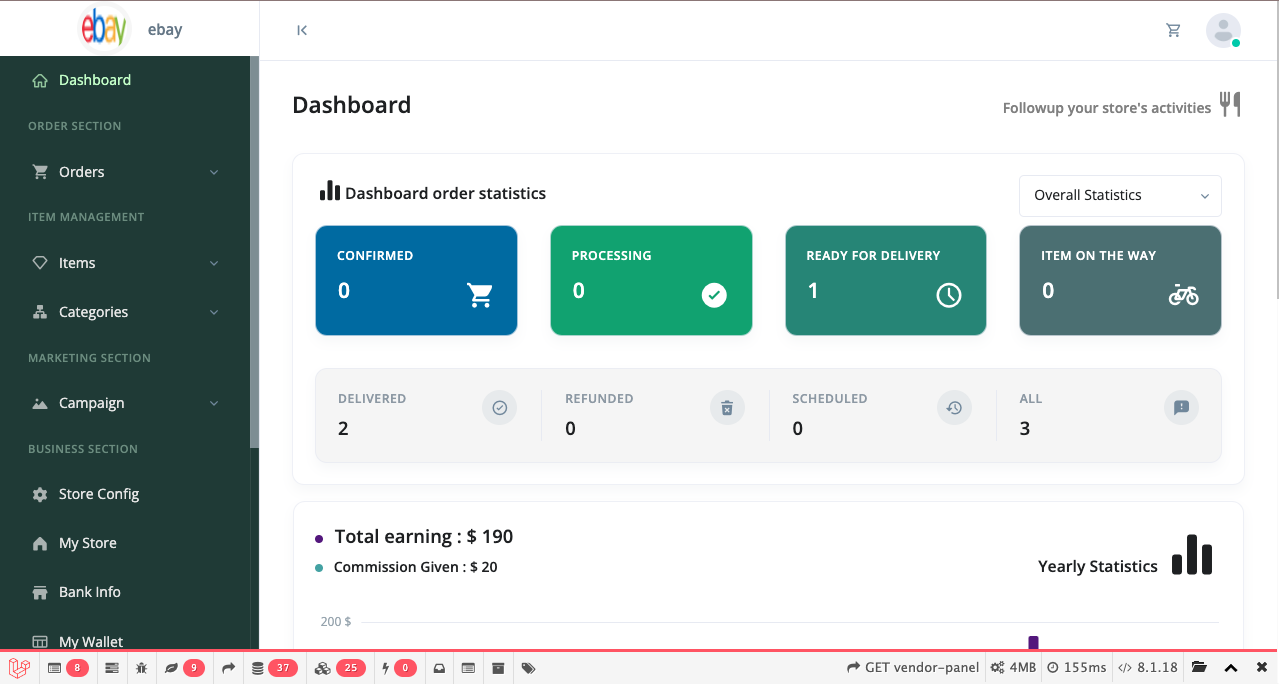 ebay ebay
Dashboard
ORDER SECTION
Orders
ITEM MANAGEMENT
Items
Categories
MARKETING SECTION
Campaign
BUSINESS SECTION
Store Config
My Store
Bank Info
My Wallet
Dashboard
Followup your store's activities
Dashboard order statistics
Overall Statistics
CONFIRMED
0
PROCESSING
0
READY FOR DELIVERY
1
ITEM ON THE WAY
0
DELIVERED
2
REFUNDED
0
SCHEDULED
0
ALL
3
Total earning : $ 190
Commission Given : $ 20
Yearly Statistics
200 $
8 9 37 25 0 GET vendor-panel 4MB 155ms 8.1.18